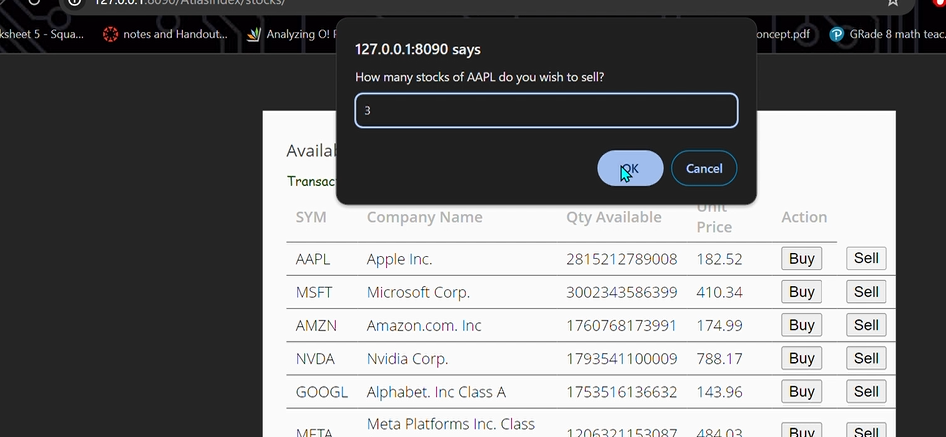 127.0.0.1:8090/AtlasIndex/stocks/
ksheet 5 - Squa... notes and Handout... Analyzing O! oncept.pdf GRade 8 math teac.
127.0.0.1:8090 says
How many stocks of AAPL do you wish to sell?
3
OK Cancel
Availab
Transac
SYM Company Name Qty Available Unit Price Action
AAPL Apple Inc. 2815212789008 182.52 Buy Sell
MSFT Microsoft Corp. 3002343586399 410.34 Buy Sell
AMZN Amazon.com. Inc 1760768173991 174.99 Buy Sell
NVDA Nvidia Corp. 1793541100009 788.17 Buy Sell
GOOGL Alphabet. Inc Class A 1753516136632 143.96 Buy Sell
META Meta Platforms Inc. Class 1206321153087 484.03 Buy Sell